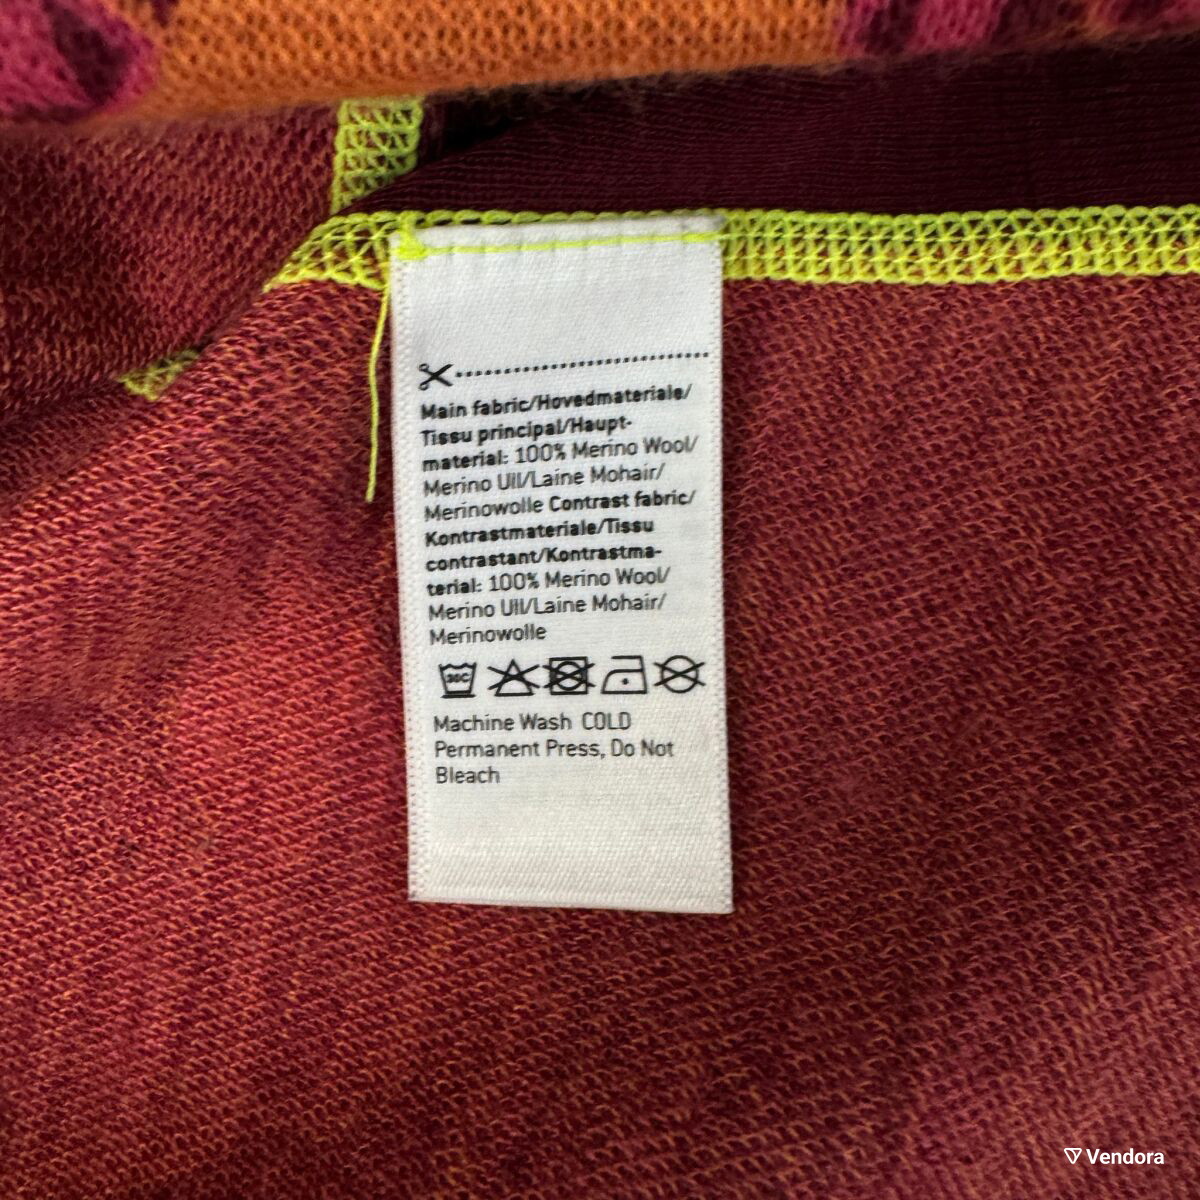 Main fabric/Hovedmateriale/
Tissu principal/Haupt-
material: 100% Merino Wool/
Merino Ull/Laine Mohair/
Merinowolle Contrast fabric/
Kontrastmateriale/Tissu
contrastant/Kontrastma-
terial: 100% Merino Wool/
Merino Ull/Laine Mohair/
Merinowolle
30C
Machine Wash COLD
Permanent Press, Do Not
Bleach
Vendora